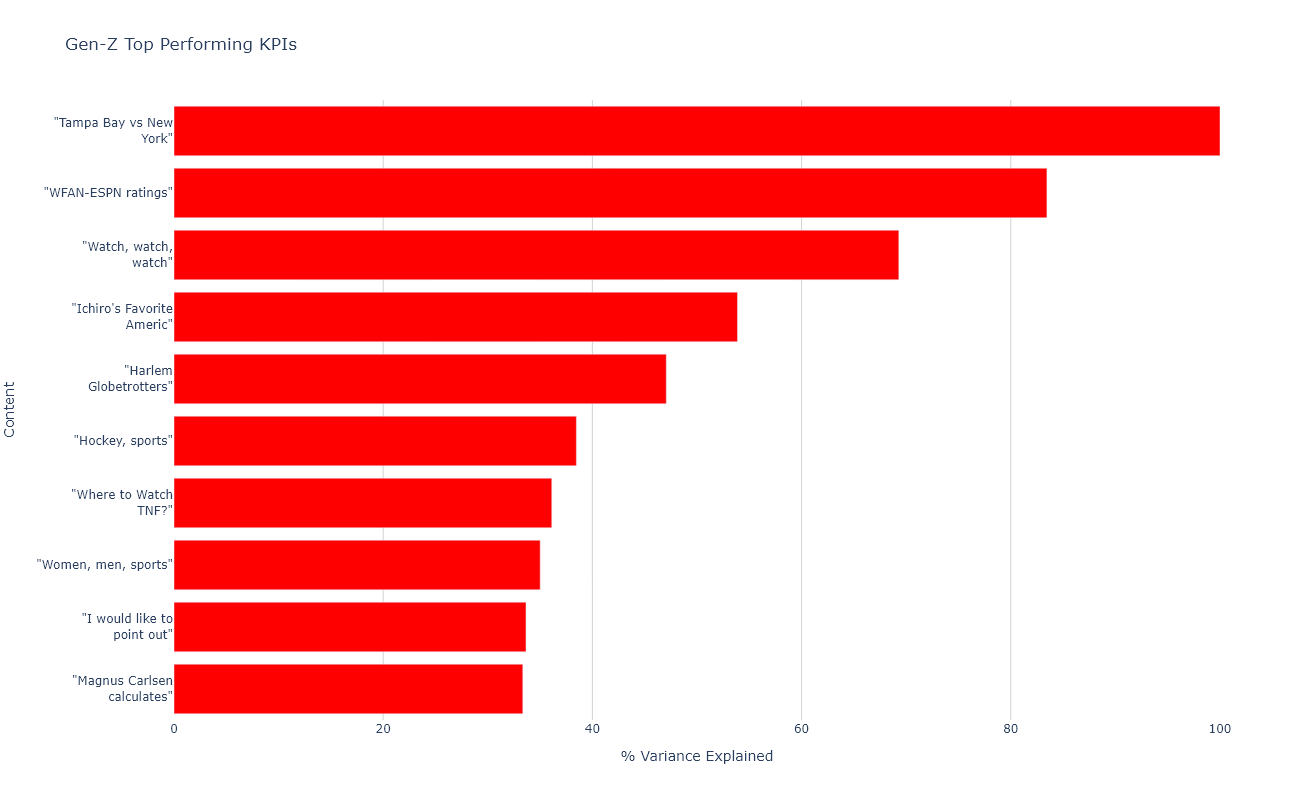 Gen-Z Top Performing KPIs
"Tampa Bay vs New
York"
"WFAN-ESPN ratings"
"Watch, watch,
watch"
"Ichiro's Favorite
Americ"
"Harlem
Globetrotters"
"Hockey, sports"
"Where to Watch
TNF?"
"Women, men, sports"
"I would like to
point out"
"Magnus Carlsen
calculates"
Content
0 20 40 60 80 100
% Variance Explained